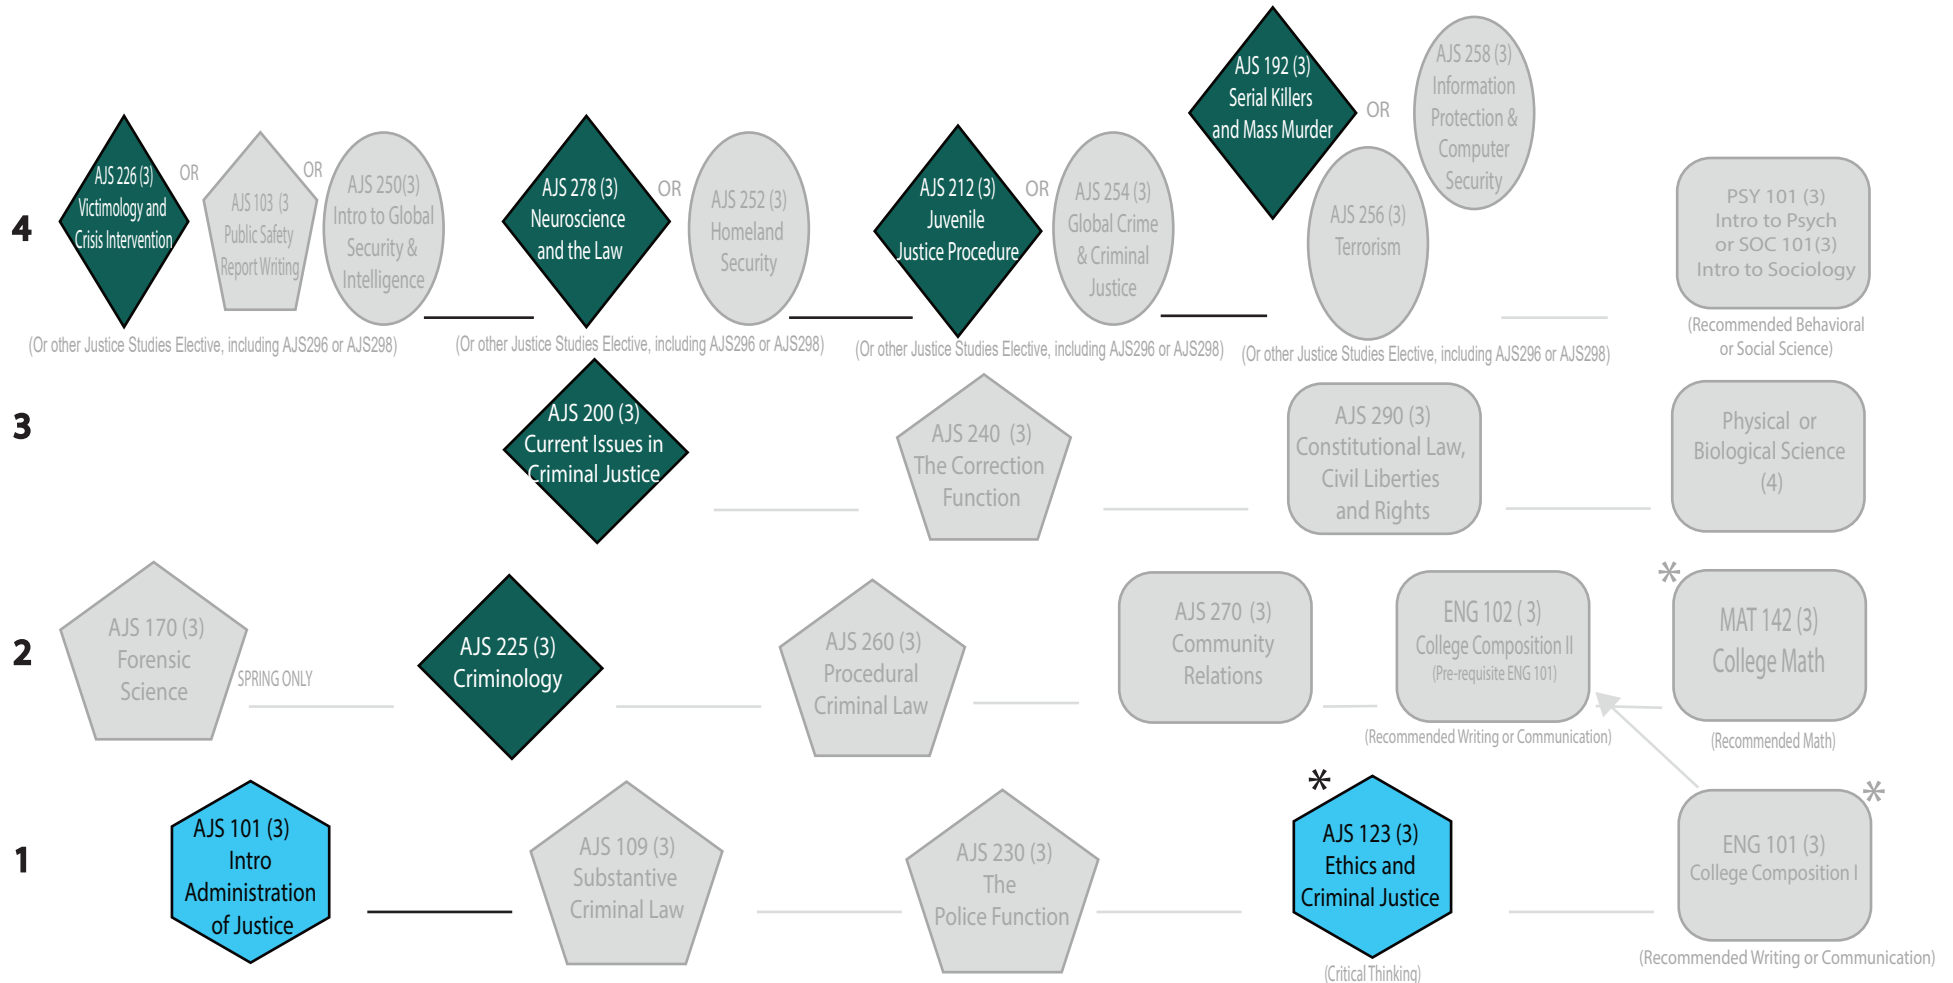 4
AJS 226 (3)
Victimology and
Crisis Intervention
OR
AJS 103 (3
Public Safety
Report Writing
OR
AJS 250(3)
Intro to Global
Security &
Intelligence
(Or other Justice Studies Elective, including AJS296 or AJS298)
AJS 278 (3)
Neuroscience
and the Law
OR
AJS 252 (3)
Homeland
Security
(Or other Justice Studies Elective, including AJS296 or AJS298)
AJS 212 (3)
Juvenile
Justice Procedure
OR
AJS 254 (3)
Global Crime
& Criminal
Justice
(Or other Justice Studies Elective, including AJS296 or AJS298)
AJS 192 (3)
Serial Killers
and Mass Murder
OR
AJS 258 (3)
Information
Protection &
Computer
Security
AJS 256 (3)
Terrorism
(Or other Justice Studies Elective, including AJS296 or AJS298)
PSY 101 (3)
Intro to Psych
or SOC 101(3)
Intro to Sociology
(Recommended Behavioral
or Social Science)
3
AJS 200 (3)
Current Issues in
Criminal Justice
AJS 240 (3)
The Correction
Function
AJS 290 (3)
Constitutional Law,
Civil Liberties
and Rights
Physical or
Biological Science
(4)
2
AJS 170 (3)
Forensic
Science
SPRING ONLY
AJS 225 (3)
Criminology
AJS 260 (3)
Procedural
Criminal Law
AJS 270 (3)
Community
Relations
ENG 102 ( 3)
College Composition II
(Pre-requisite ENG 101)
(Recommended Writing or Communication)
*
MAT 142 (3)
College Math
(Recommended Math)
1
AJS 101 (3)
Intro
Administration
of Justice
AJS 109 (3)
Substantive
Criminal Law
AJS 230 (3)
The
Police Function
*
AJS 123 (3)
Ethics and
Criminal Justice
(Critical Thinking)
*
ENG 101 (3)
College Composition I
(Recommended Writing or Communication)